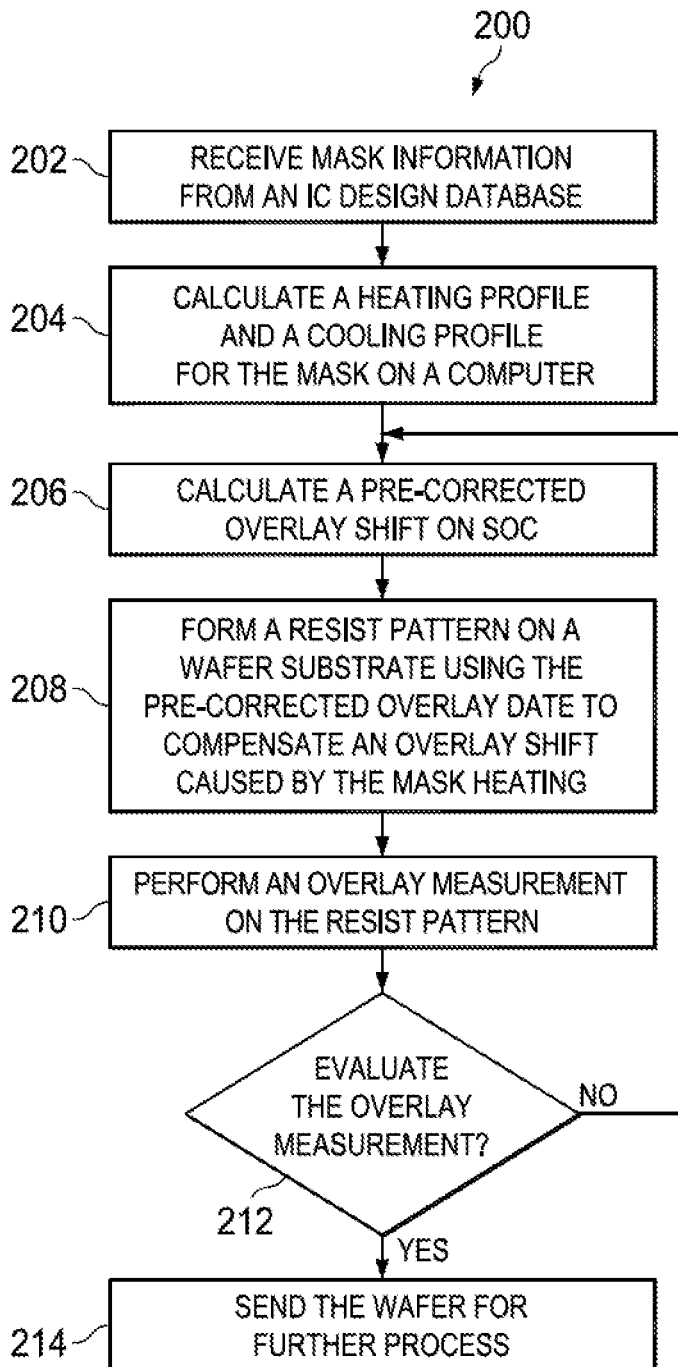 200
202
RECEIVE MASK INFORMATION
FROM AN IC DESIGN DATABASE
204
CALCULATE A HEATING PROFILE
AND A COOLING PROFILE
FOR THE MASK ON A COMPUTER
206
CALCULATE A PRE-CORRECTED
OVERLAY SHIFT ON SOC
208
FORM A RESIST PATTERN ON A
WAFER SUBSTRATE USING THE
PRE-CORRECTED OVERLAY DATE TO
COMPENSATE AN OVERLAY SHIFT
CAUSED BY THE MASK HEATING
210
PERFORM AN OVERLAY MEASUREMENT
ON THE RESIST PATTERN
EVALUATE
THE OVERLAY
MEASUREMENT?
NO
212
YES
214
SEND THE WAFER FOR
FURTHER PROCESS